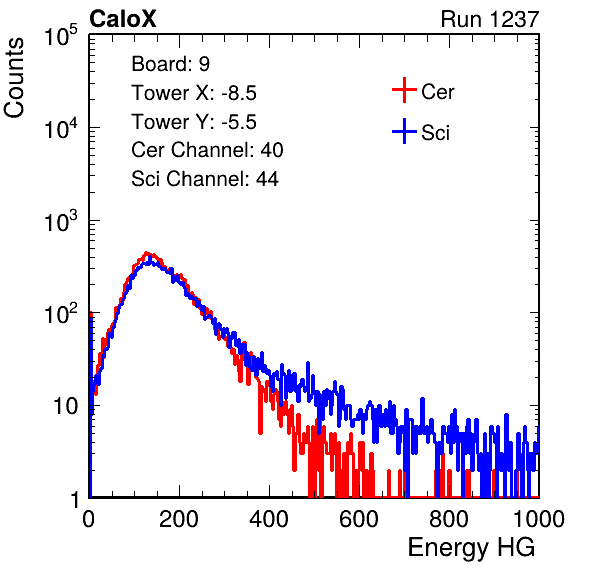 CaloX Run 1237
Counts
10^5
10^4
10^3
10^2
10
1
Board: 9
Tower X: -8.5
Tower Y: -5.5
Cer Channel: 40
Sci Channel: 44
Cer
Sci
0 200 400 600 800 1000
Energy HG